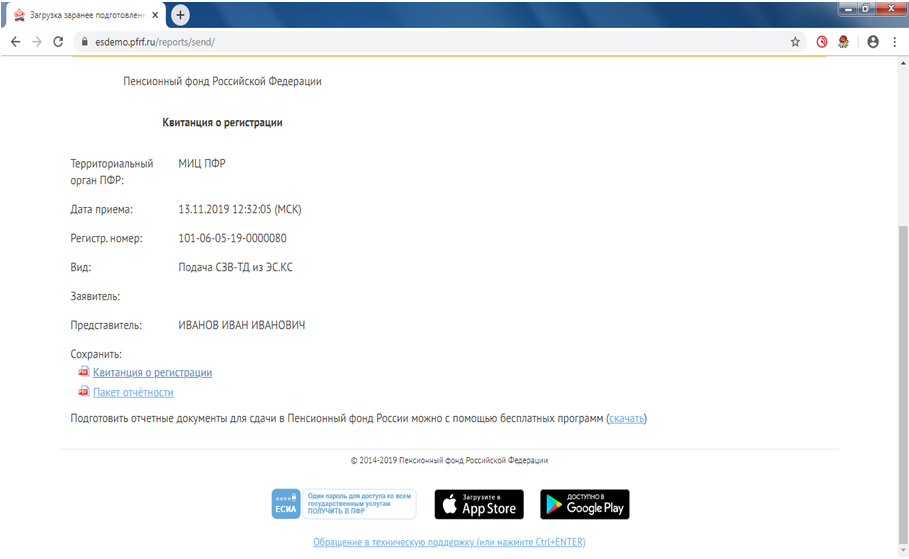 Загрузка заранее подготовлен
esdemo.pfrf.ru/reports/send/
Пенсионный фонд Российской Федерации
Квитанция о регистрации
Территориальный МИЦ ПФР
орган ПФР:
Дата приема: 13.11.2019 12:32:05 (МСК)
Регистр. номер: 101-06-05-19-0000080
Вид: Подача СЗВ-ТД из ЭС.КС
Заявитель:
Представитель: ИВАНОВ ИВАН ИВАНОВИЧ
Сохранить:
Квитанция о регистрации
Пакет отчётности
Подготовить отчетные документы для сдачи в Пенсионный фонд России можно с помощью бесплатных программ (скачать)
© 2014-2019 Пенсионный фонд Российской Федерации
ЕСИА
Один пароль для доступа ко всем
государственным услугам
ПОЛУЧИТЬ В ПФР
Загрузите в
App Store
ДОСТУПНО В
Google Play
Обращение в техническую поддержку (или нажмите Ctrl+ENTER)